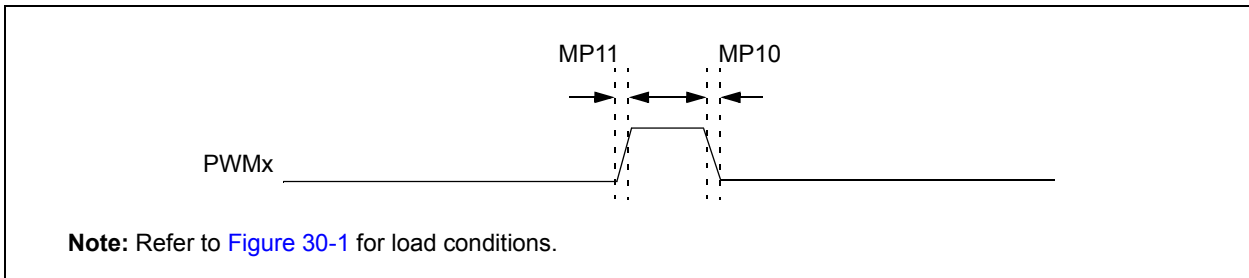 MP11 MP10
PWMx
Note: Refer to Figure 30-1 for load conditions.